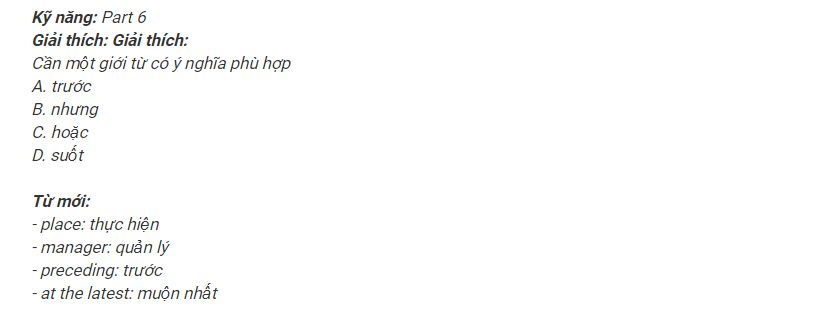 Kỹ năng: Part 6
Giải thích: Giải thích:
Cần một giới từ có ý nghĩa phù hợp
A. trước
B. nhưng
C. hoặc
D. suốt
Từ mới:
- place: thực hiện
- manager: quản lý
- preceding: trước
- at the latest: muộn nhất